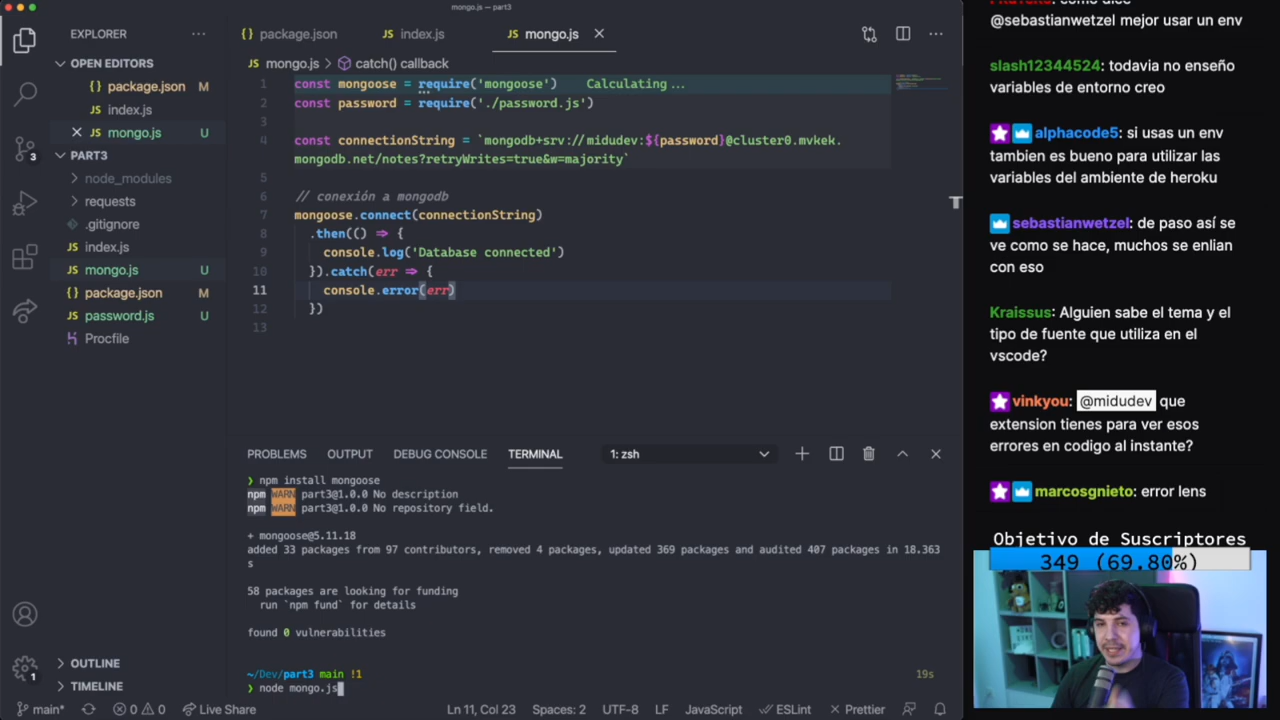 mongo.js — part3
EXPLORER
OPEN EDITORS
package.json M
index.js
mongo.js U
PART3
node_modules
requests
.gitignore
index.js
mongo.js U
package.json M
password.js U
Procfile
OUTLINE
TIMELINE
3
1
package.json
index.js
mongo.js
mongo.js > catch() callback
1 const mongoose = require('mongoose') Calculating ...
2 const password = require('./password.js')
3
4 const connectionString = `mongodb+srv://midudev:${password}@cluster0.mvkek.
mongodb.net/notes?retryWrites=true&w=majority`
5
6 // conexión a mongodb
7 mongoose.connect(connectionString)
8 .then(() => {
9 console.log('Database connected')
10 }).catch(err => {
11 console.error(err)
12 })
13
PROBLEMS OUTPUT DEBUG CONSOLE TERMINAL 1: zsh
❯ npm install mongoose
npm WARN part3@1.0.0 No description
npm WARN part3@1.0.0 No repository field.
+ mongoose@5.11.18
added 33 packages from 97 contributors, removed 4 packages, updated 369 packages and audited 407 packages in 18.363
s
58 packages are looking for funding
run `npm fund` for details
found 0 vulnerabilities
~/Dev/part3 main !1 19s
❯ node mongo.js
main* 0 0 Live Share Ln 11, Col 23 Spaces: 2 UTF-8 LF JavaScript ESLint Prettier
@sebastianwetzel mejor usar un env
slash12344524: todavia no enseño
variables de entorno creo
alphacode5: si usas un env
tambien es bueno para utilizar las
variables del ambiente de heroku
sebastianwetzel: de paso así se
ve como se hace, muchos se enlian
con eso
Kraissus: Alguien sabe el tema y el
tipo de fuente que utiliza en el
vscode?
vinkyou: @midudev que
extension tienes para ver esos
errores en codigo al instante?
marcosgnieto: error lens
Objetivo de Suscriptores
349 (69.80%)